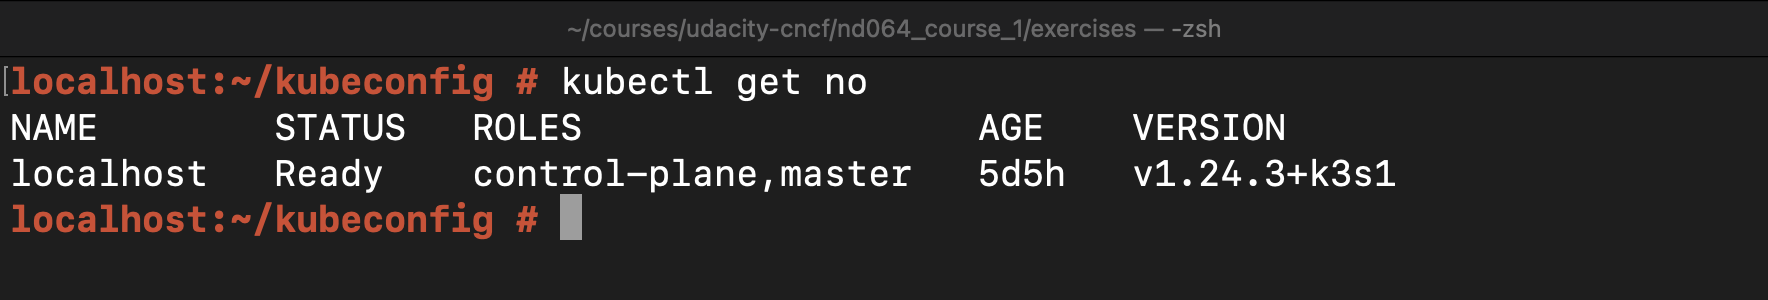 ~/courses/udacity-cncf/nd064_course_1/exercises — -zsh
[localhost:~/kubeconfig # kubectl get no
NAME        STATUS   ROLES                  AGE    VERSION
localhost   Ready    control-plane,master   5d5h   v1.24.3+k3s1
localhost:~/kubeconfig #